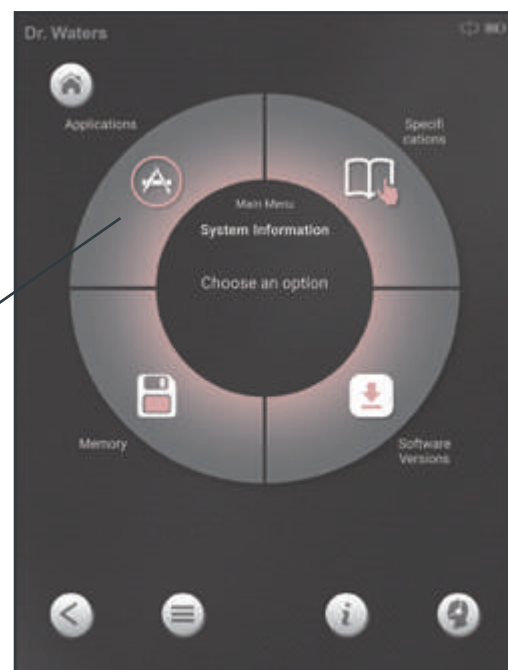 Dr. Waters
Applications
Specifi
cations
Main Menu
System Information
Choose an option
Memory
Software
Versions